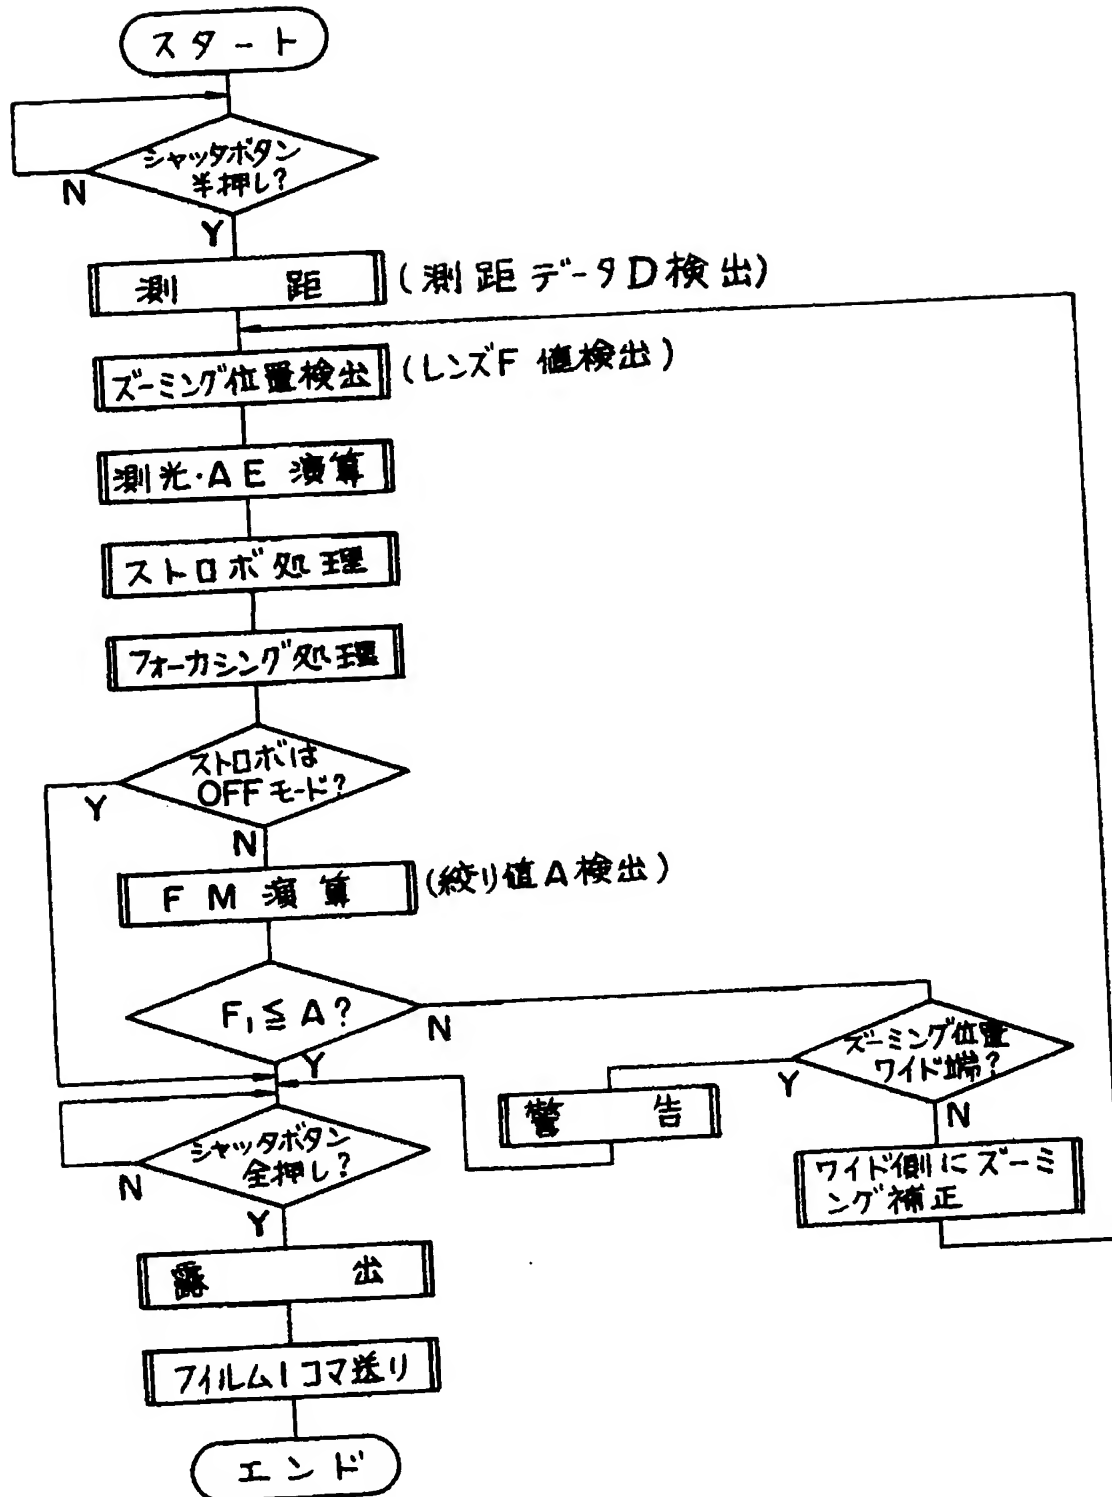 スタート
シャッタボタン
半押し?
N
Y
測距
(測距データD検出)
ズーミング位置検出
(レンズF値検出)
測光・AE演算
ストロボ処理
フォーカシング処理
ストロボは
OFFモード?
Y
N
FM演算
(絞り値A検出)
F₁≦A?
N
Y
ズーミング位置
ワイド端?
Y
N
警告
ワイド側にズーミ
ング補正
シャッタボタン
全押し?
N
Y
露出
フィルム1コマ送り
エンド